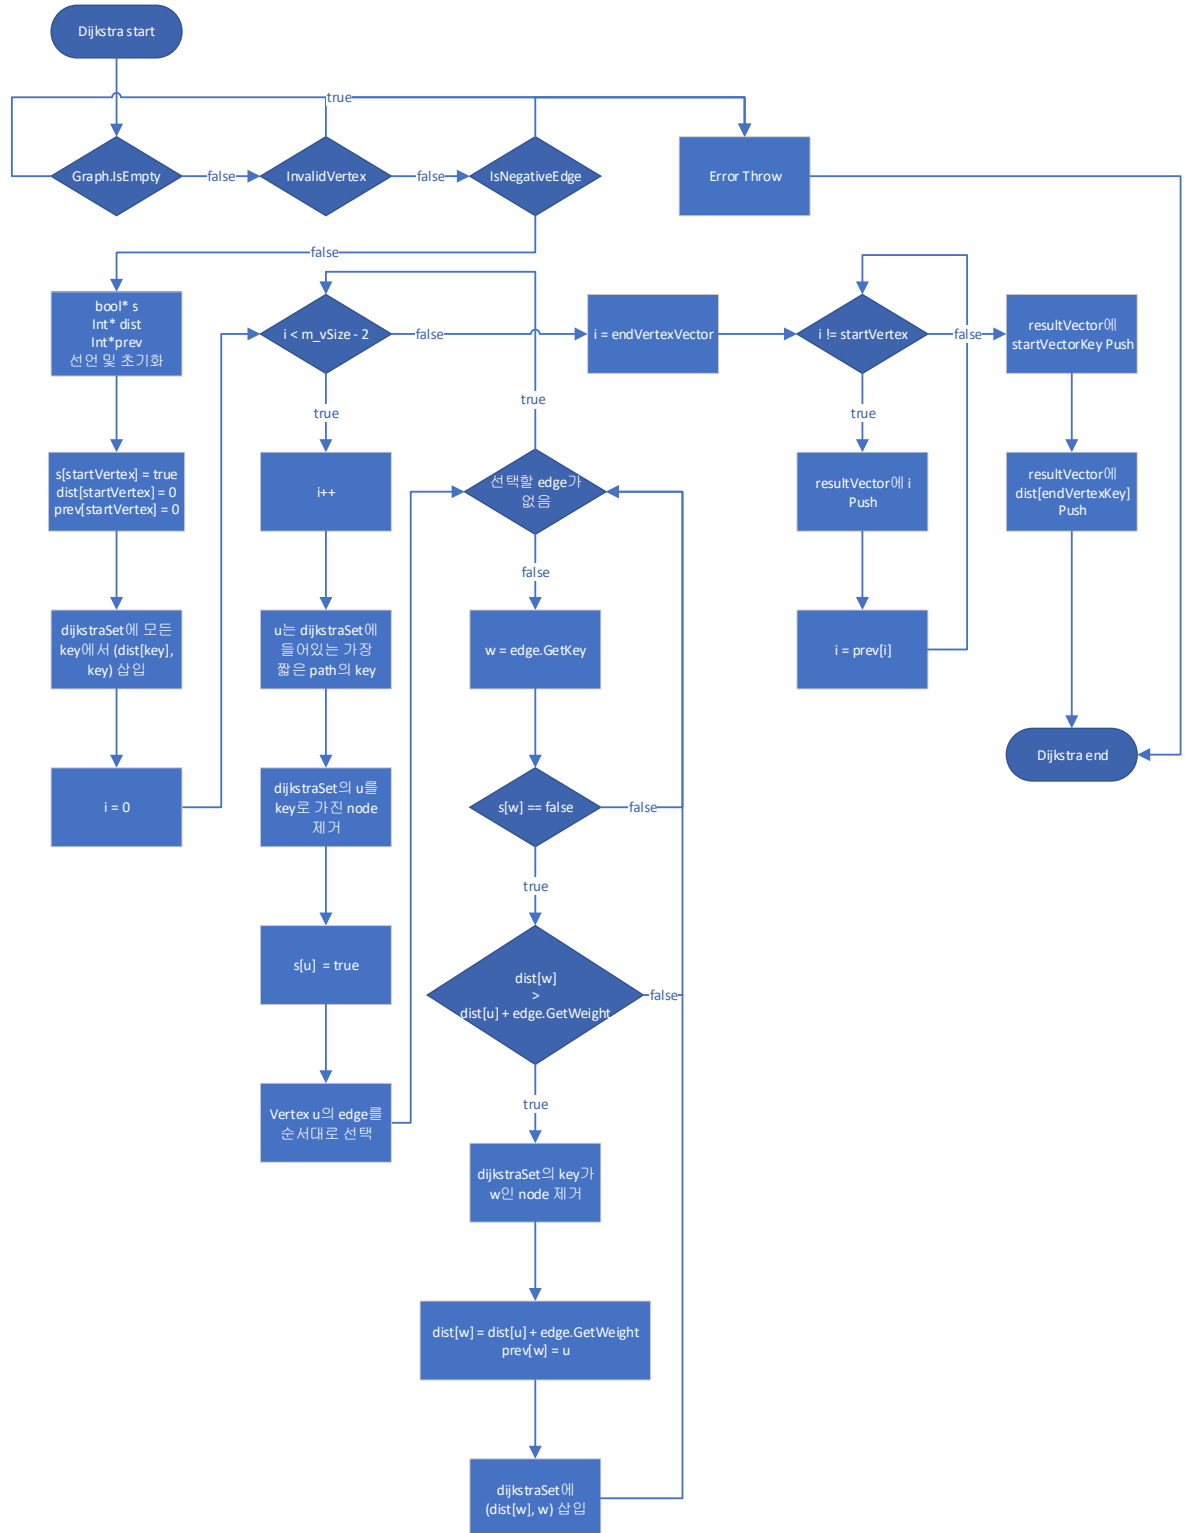 Dijkstra start
true
Graph.IsEmpty
false
InvalidVertex
false
IsNegativeEdge
Error Throw
false
bool* s
Int* dist
Int*prev
선언 및 초기화
i < m_vSize - 2
false
i = endVertexVector
i != startVertex
false
resultVector에
startVectorKey Push
true
true
true
s[startVertex] = true
dist[startVertex] = 0
prev[startVertex] = 0
i++
선택할 edge가
없음
resultVector에 i
Push
resultVector에
dist[endVertexKey]
Push
false
dijkstraSet에 모든
key에서 (dist[key],
key) 삽입
u는 dijkstraSet에
들어있는 가장
짧은 path의 key
w = edge.GetKey
i = prev[i]
Dijkstra end
i = 0
dijkstraSet의 u를
key로 가진 node
제거
s[w] == false
false
true
s[u]  = true
dist[w]
>
dist[u] + edge.GetWeight
false
true
Vertex u의 edge를
순서대로 선택
dijkstraSet의 key가
w인 node 제거
dist[w] = dist[u] + edge.GetWeight
prev[w] = u
dijkstraSet에
(dist[w], w) 삽입